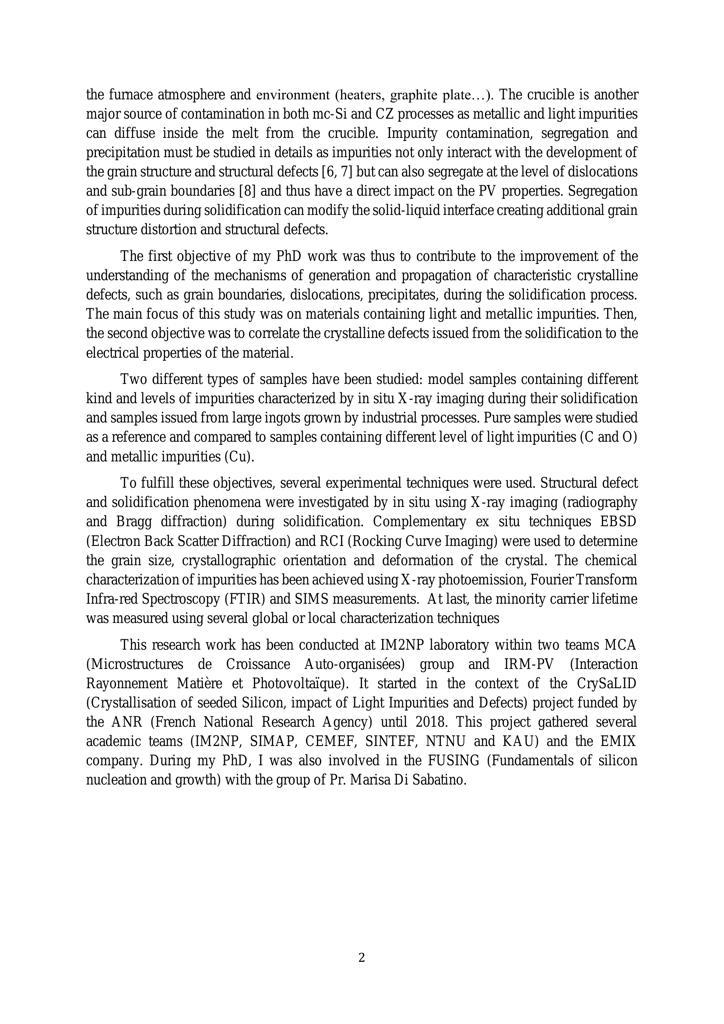 the furnace atmosphere and environment (heaters, graphite plate…). The crucible is another
major source of contamination in both mc-Si and CZ processes as metallic and light impurities
can diffuse inside the melt from the crucible. Impurity contamination, segregation and
precipitation must be studied in details as impurities not only interact with the development of
the grain structure and structural defects [6, 7] but can also segregate at the level of dislocations
and sub-grain boundaries [8] and thus have a direct impact on the PV properties. Segregation
of impurities during solidification can modify the solid-liquid interface creating additional grain
structure distortion and structural defects.
The first objective of my PhD work was thus to contribute to the improvement of the
understanding of the mechanisms of generation and propagation of characteristic crystalline
defects, such as grain boundaries, dislocations, precipitates, during the solidification process.
The main focus of this study was on materials containing light and metallic impurities. Then,
the second objective was to correlate the crystalline defects issued from the solidification to the
electrical properties of the material.
Two different types of samples have been studied: model samples containing different
kind and levels of impurities characterized by in situ X-ray imaging during their solidification
and samples issued from large ingots grown by industrial processes. Pure samples were studied
as a reference and compared to samples containing different level of light impurities (C and O)
and metallic impurities (Cu).
To fulfill these objectives, several experimental techniques were used. Structural defect
and solidification phenomena were investigated by in situ using X-ray imaging (radiography
and Bragg diffraction) during solidification. Complementary ex situ techniques EBSD
(Electron Back Scatter Diffraction) and RCI (Rocking Curve Imaging) were used to determine
the grain size, crystallographic orientation and deformation of the crystal. The chemical
characterization of impurities has been achieved using X-ray photoemission, Fourier Transform
Infra-red Spectroscopy (FTIR) and SIMS measurements. At last, the minority carrier lifetime
was measured using several global or local characterization techniques
This research work has been conducted at IM2NP laboratory within two teams MCA
(Microstructures de Croissance Auto-organisées) group and IRM-PV (Interaction
Rayonnement Matière et Photovoltaïque). It started in the context of the CrySaLID
(Crystallisation of seeded Silicon, impact of Light Impurities and Defects) project funded by
the ANR (French National Research Agency) until 2018. This project gathered several
academic teams (IM2NP, SIMAP, CEMEF, SINTEF, NTNU and KAU) and the EMIX
company. During my PhD, I was also involved in the FUSING (Fundamentals of silicon
nucleation and growth) with the group of Pr. Marisa Di Sabatino.
2